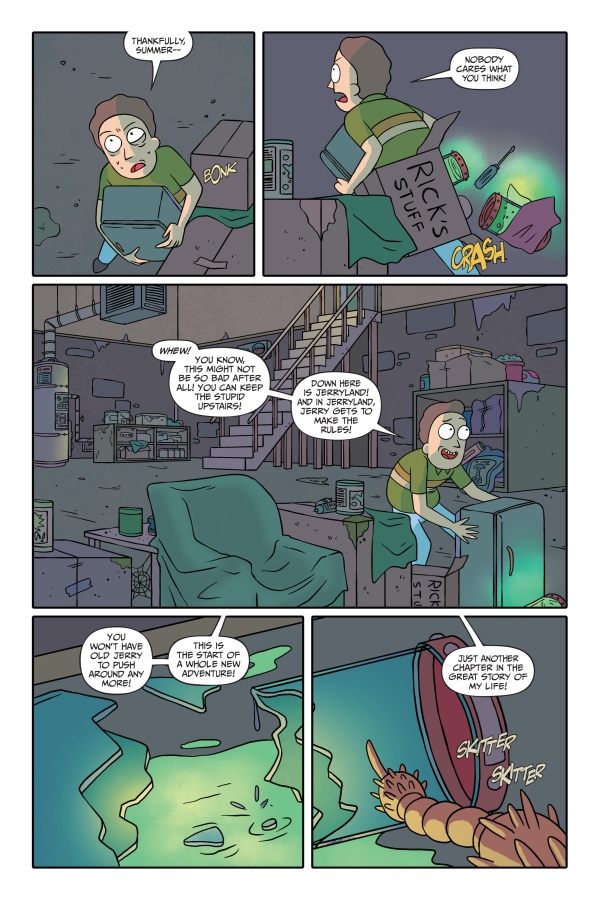 THANKFULLY,
SUMMER--
BONK
NOBODY
CARES WHAT
YOU THINK!
RICK'S
STUFF
CRASH
WHEW!
YOU KNOW,
THIS MIGHT NOT
BE SO BAD AFTER
ALL! YOU CAN KEEP
THE STUPID
UPSTAIRS!
DOWN HERE
IS JERRYLAND!
AND IN JERRYLAND,
JERRY GETS TO
MAKE THE
RULES!
RICK
STU
YOU
WON'T HAVE
OLD JERRY
TO PUSH
AROUND ANY
MORE!
THIS IS
THE START OF
A WHOLE NEW
ADVENTURE!
JUST ANOTHER
CHAPTER IN THE
GREAT STORY OF
MY LIFE!
SKITTER
SKITTER